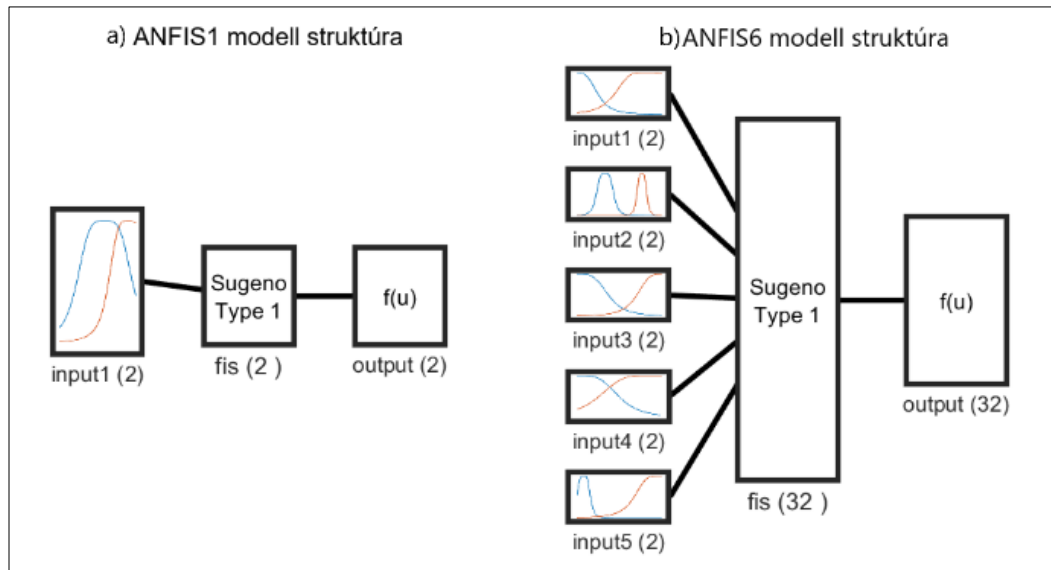 a) ANFIS1 modell struktúra
input1 (2)
Sugeno
Type 1
fis (2 )
f(u)
output (2)
b)ANFIS6 modell struktúra
input1 (2)
input2 (2)
input3 (2)
input4 (2)
input5 (2)
Sugeno
Type 1
fis (32 )
f(u)
output (32)